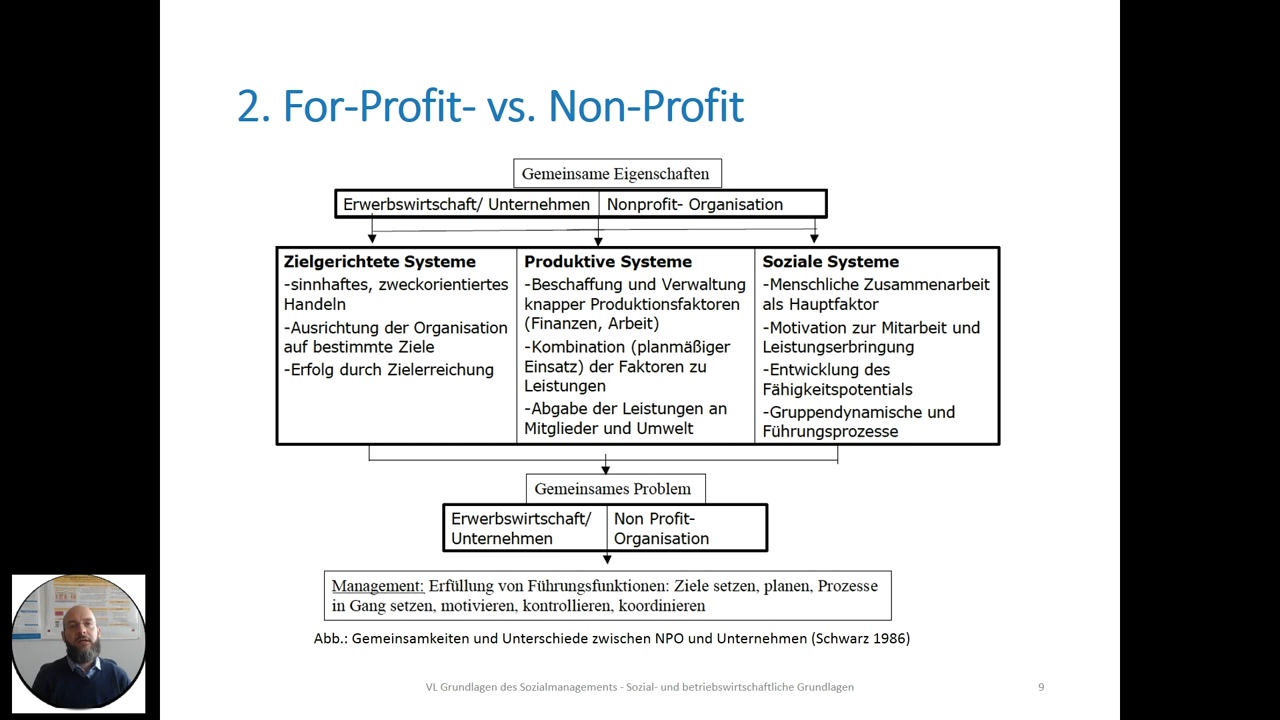 2. For-Profit- vs. Non-Profit
Gemeinsame Eigenschaften
Erwerbswirtschaft/ Unternehmen
Nonprofit- Organisation
Zielgerichtete Systeme
-sinnhaftes, zweckorientiertes
Handeln
-Ausrichtung der Organisation
auf bestimmte Ziele
-Erfolg durch Zielerreichung
Produktive Systeme
-Beschaffung und Verwaltung
knapper Produktionsfaktoren
(Finanzen, Arbeit)
-Kombination (planmäßiger
Einsatz) der Faktoren zu
Leistungen
-Abgabe der Leistungen an
Mitglieder und Umwelt
Soziale Systeme
-Menschliche Zusammenarbeit
als Hauptfaktor
-Motivation zur Mitarbeit und
Leistungserbringung
-Entwicklung des
Fähigkeitspotentials
-Gruppendynamische und
Führungsprozesse
Gemeinsames Problem
Erwerbswirtschaft/
Unternehmen
Non Profit-
Organisation
Management: Erfüllung von Führungsfunktionen: Ziele setzen, planen, Prozesse
in Gang setzen, motivieren, kontrollieren, koordinieren
Abb.: Gemeinsamkeiten und Unterschiede zwischen NPO und Unternehmen (Schwarz 1986)
VL Grundlagen des Sozialmanagements - Sozial- und betriebswirtschaftliche Grundlagen
9